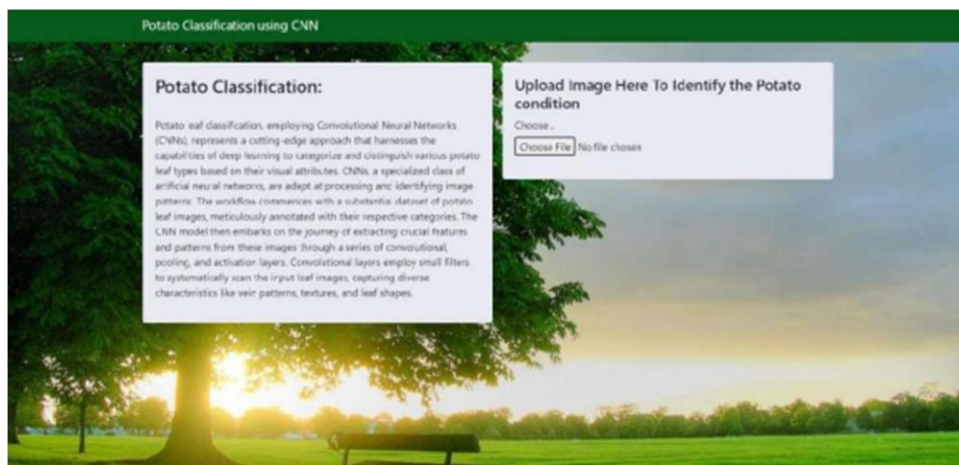 Potato Classification using CNN
Potato Classification:
Potato leaf classification, employing Convolutional Neural Networks
(CNNs), represents a cutting-edge approach that harnesses the
capabilities of deep learning to categorize and distinguish various potato
leaf types based on their visual attributes. CNNs, a specialized class of
artificial neural networks, are adept at processing and identifying image
patterns. The workflow commences with a substantial dataset of potato
leaf images, meticulously annotated with their respective categories. The
CNN model then embarks on the journey of extracting crucial features
and patterns from these images through a series of convolutional,
pooling, and activation layers. Convolutional layers employ small filters
to systematically scan the input leaf images, capturing diverse
characteristics like vein patterns, textures, and leaf shapes.
Upload Image Here To Identify the Potato
condition
Choose...
Choose File No file chosen